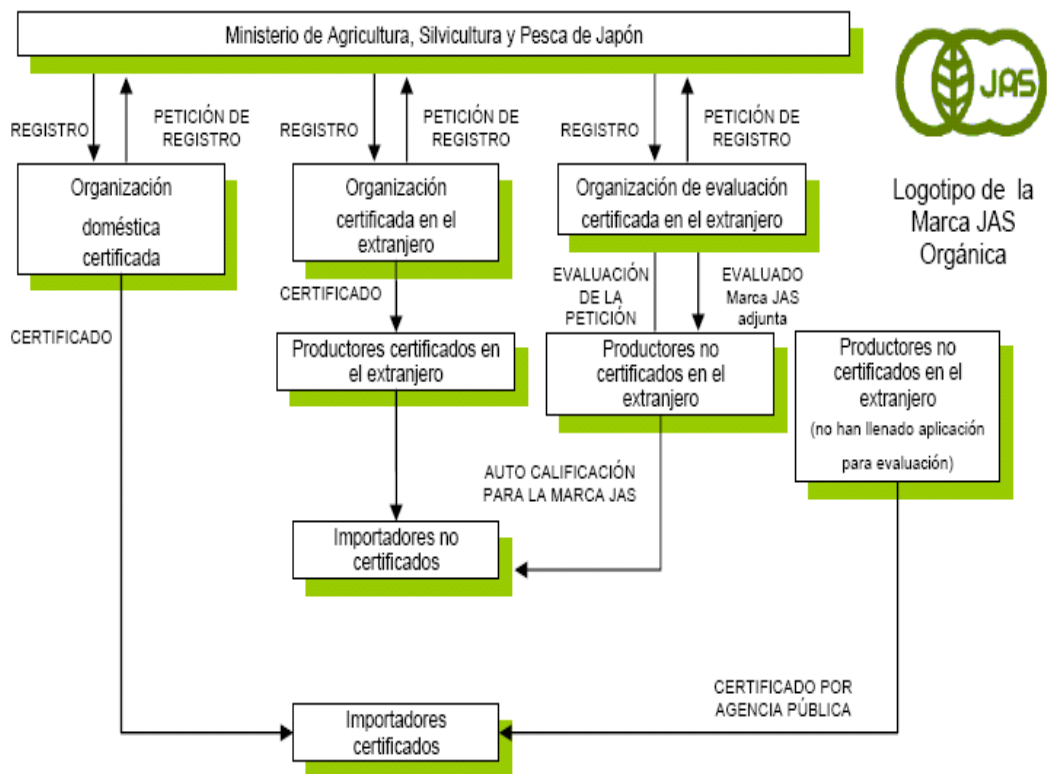 Ministerio de Agricultura, Silvicultura y Pesca de Japón
JAS
REGISTRO
PETICIÓN DE
REGISTRO
REGISTRO
PETICIÓN DE
REGISTRO
REGISTRO
PETICIÓN DE
REGISTRO
Organización
doméstica
certificada
Organización
certificada en el
extranjero
Organización de evaluación
certificada en el extranjero
Logotipo de la
Marca JAS
Orgánica
CERTIFICADO
CERTIFICADO
EVALUACIÓN
DE LA
PETICIÓN
EVALUADO
Marca JAS
adjunta
Productores certificados en
el extranjero
Productores no
certificados en el
extranjero
Productores no
certificados en el
extranjero
(no han llenado aplicación
para evaluación)
AUTO CALIFICACIÓN
PARA LA MARCA JAS
Importadores no
certificados
CERTIFICADO POR
AGENCIA PÚBLICA
Importadores
certificados